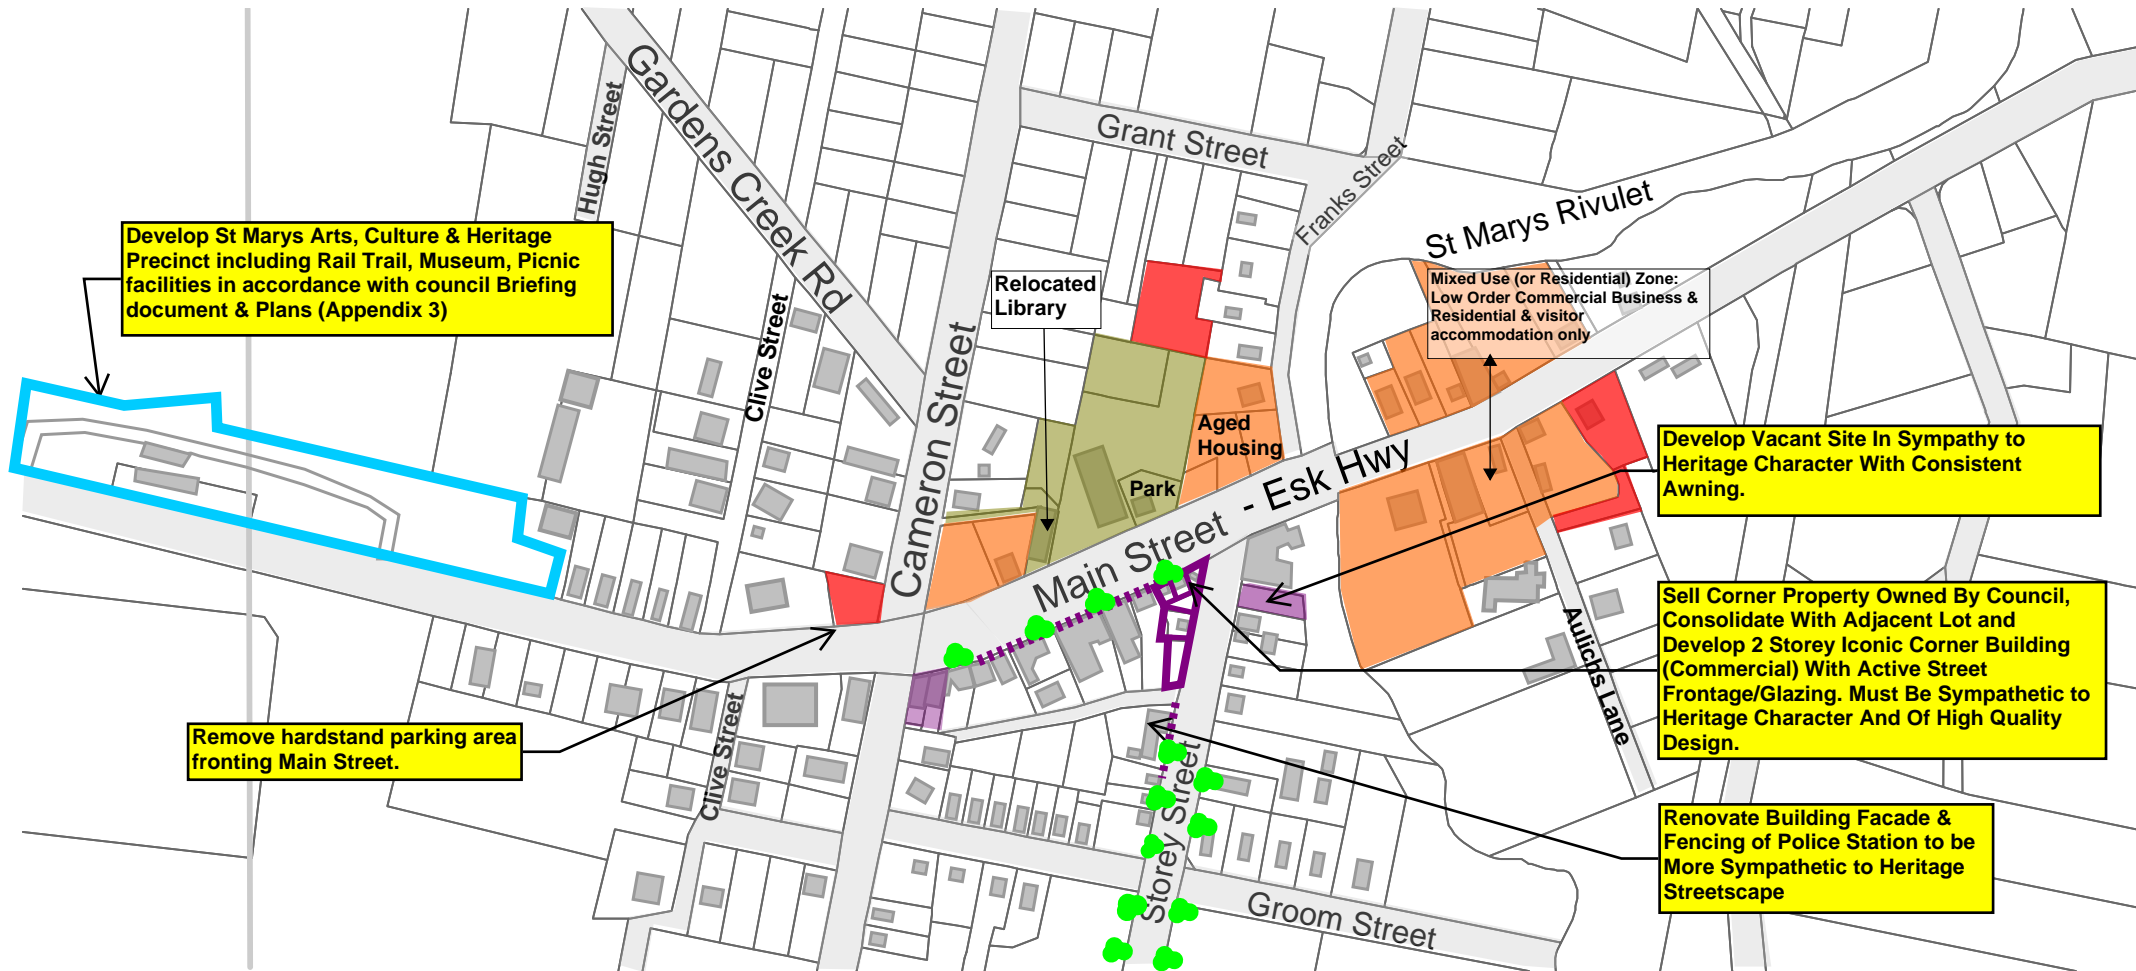 Gardens Creek Rd
Hugh Street
Grant Street
Franks Street
St Marys Rivulet
Develop St Marys Arts, Culture & Heritage
Precinct including Rail Trail, Museum, Picnic
facilities in accordance with council Briefing
document & Plans (Appendix 3)
Relocated
Library
Mixed Use (or Residential) Zone:
Low Order Commercial Business &
Residential & visitor
accommodation only
Clive Street
Cameron Street
Aged
Housing
Park
Main Street - Esk Hwy
Develop Vacant Site In Sympathy to
Heritage Character With Consistent
Awning.
Sell Corner Property Owned By Council,
Consolidate With Adjacent Lot and
Develop 2 Storey Iconic Corner Building
(Commercial) With Active Street
Frontage/Glazing. Must Be Sympathetic to
Heritage Character And Of High Quality
Design.
Aulichs Lane
Remove hardstand parking area
fronting Main Street.
Clive Street
Storey Street
Renovate Building Facade &
Fencing of Police Station to be
More Sympathetic to Heritage
Streetscape
Groom Street